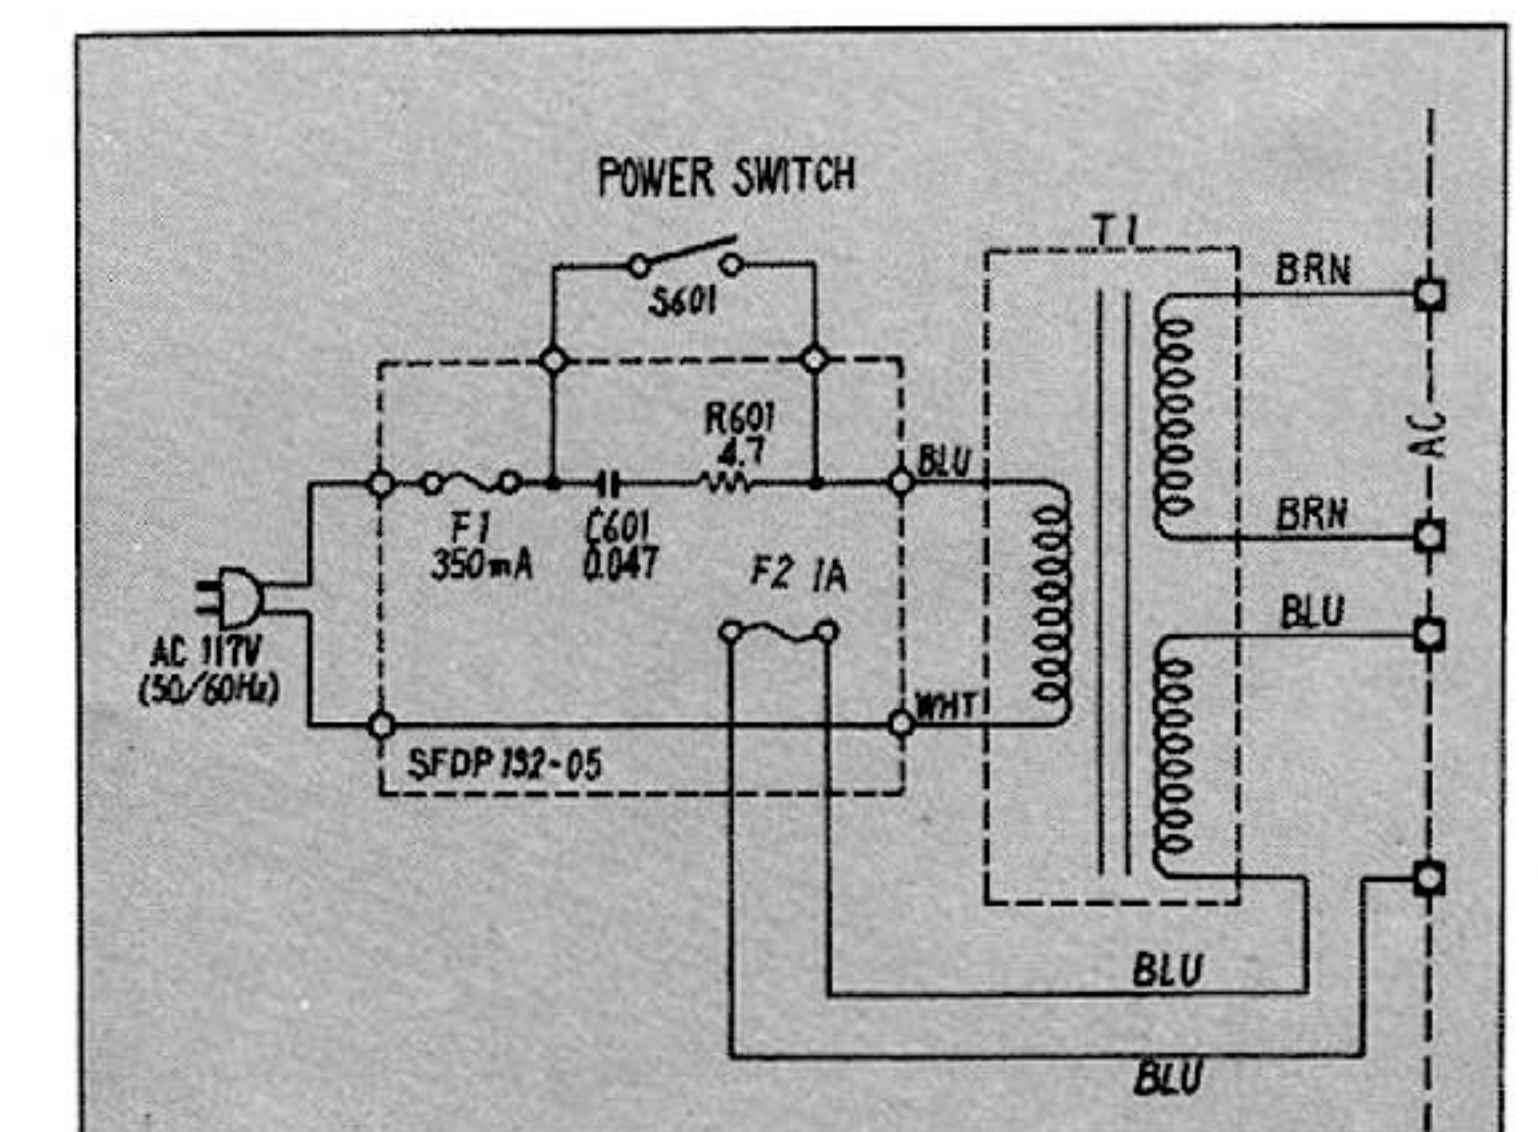 POWER SWITCH
T1
BRN
S601
R601
4.7
BLU
AC
F1
350mA
C601
0.047
BRN
F2 1A
BLU
AC 117V
(50/60Hz)
WHT
SFDP 192-05
BLU
BLU